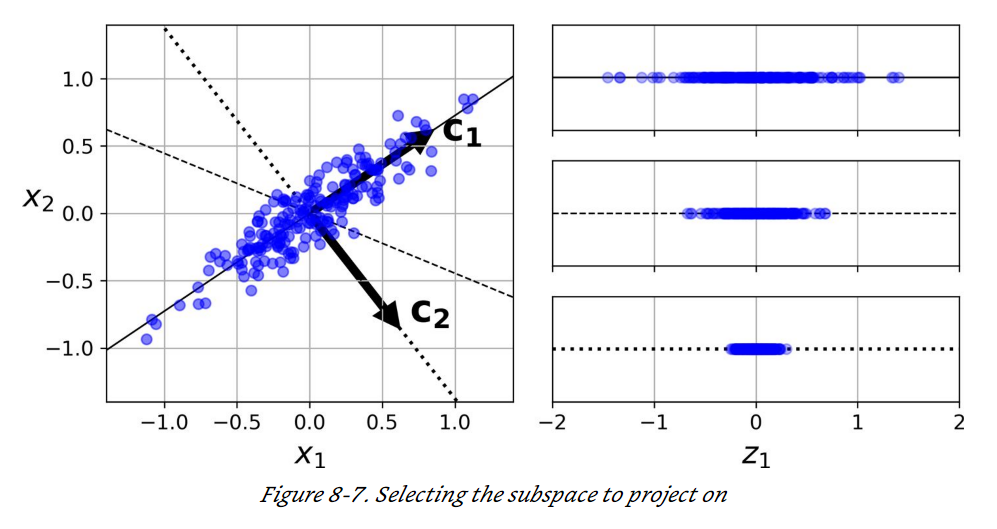 1.0
0.5
0.0
−0.5
−1.0
x₂
c₁
c₂
−1.0 −0.5 0.0 0.5 1.0
x₁
−2 −1 0 1 2
z₁
Figure 8-7. Selecting the subspace to project on